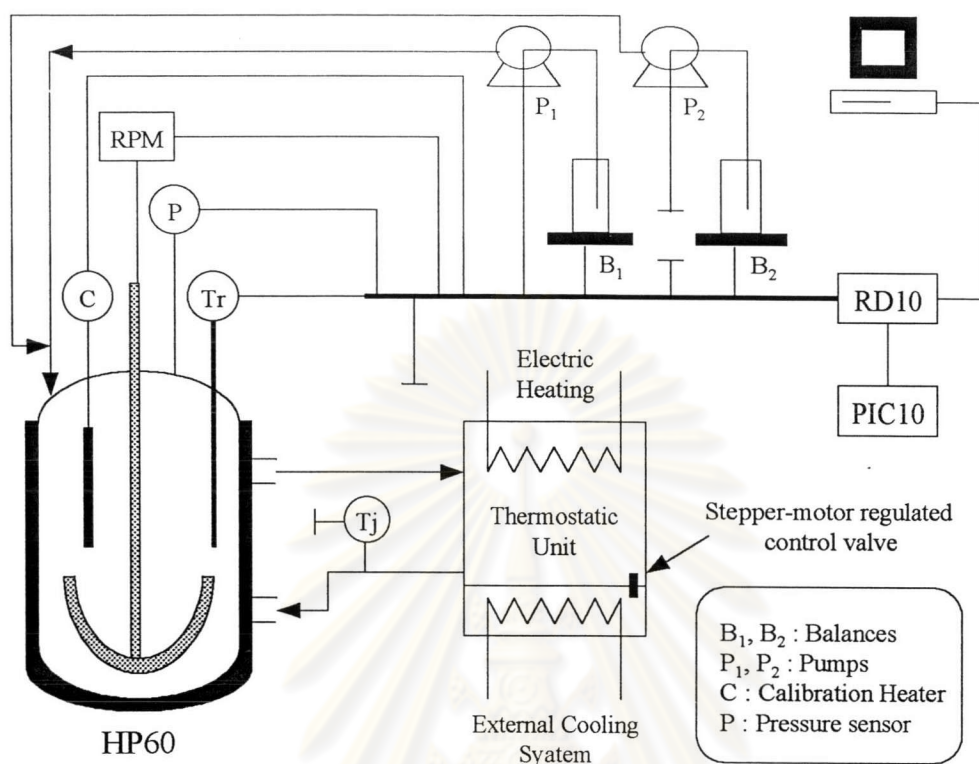 P₁
P₂
RPM
P
B₁
B₂
C
Tr
RD10
Electric
Heating
PIC10
Thermostatic
Unit
Tj
Stepper-motor regulated
control valve
B₁, B₂ : Balances
P₁, P₂ : Pumps
C : Calibration Heater
P : Pressure sensor
External Cooling
System
HP60